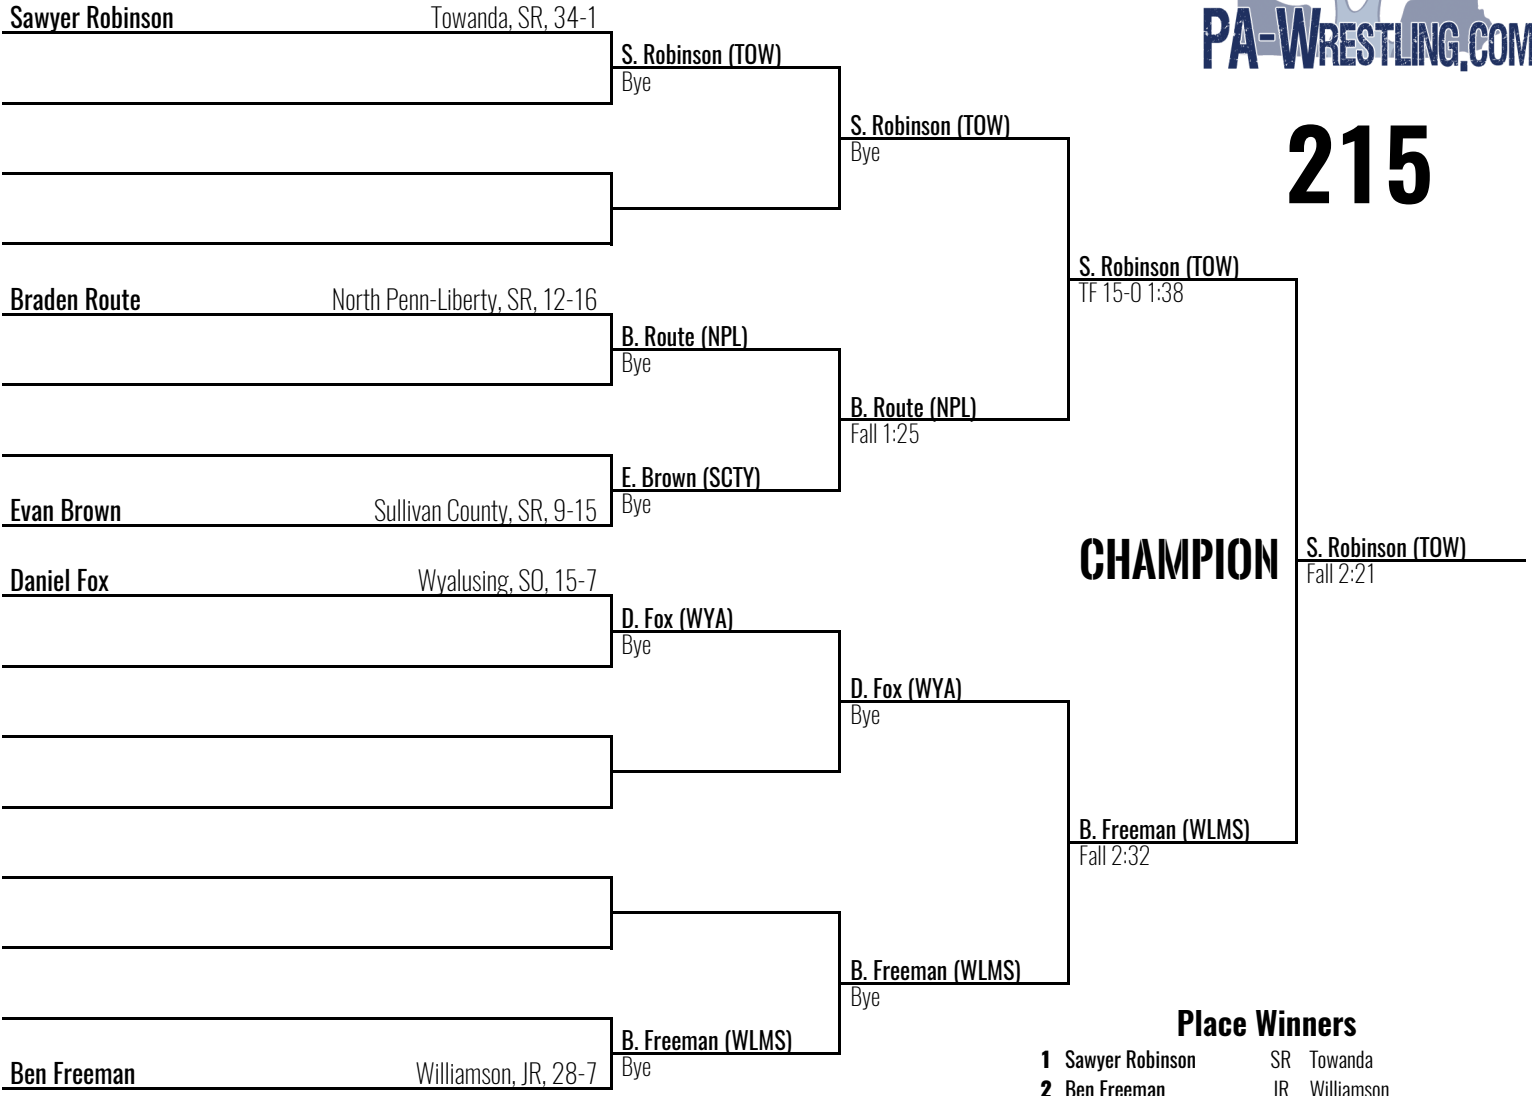 PA-WRESTLING.COM
215
Sawyer Robinson Towanda, SR, 34-1
S. Robinson (TOW)
Bye
S. Robinson (TOW)
Bye
S. Robinson (TOW)
TF 15-0 1:38
Braden Route North Penn-Liberty, SR, 12-16
B. Route (NPL)
Bye
B. Route (NPL)
Fall 1:25
E. Brown (SCTY)
Bye
Evan Brown Sullivan County, SR, 9-15
CHAMPION
S. Robinson (TOW)
Fall 2:21
Daniel Fox Wyalusing, SO, 15-7
D. Fox (WYA)
Bye
D. Fox (WYA)
Bye
B. Freeman (WLMS)
Fall 2:32
B. Freeman (WLMS)
Bye
B. Freeman (WLMS)
Bye
Ben Freeman Williamson, JR, 28-7
Place Winners
1 Sawyer Robinson SR Towanda
2 Ben Freeman JR Williamson